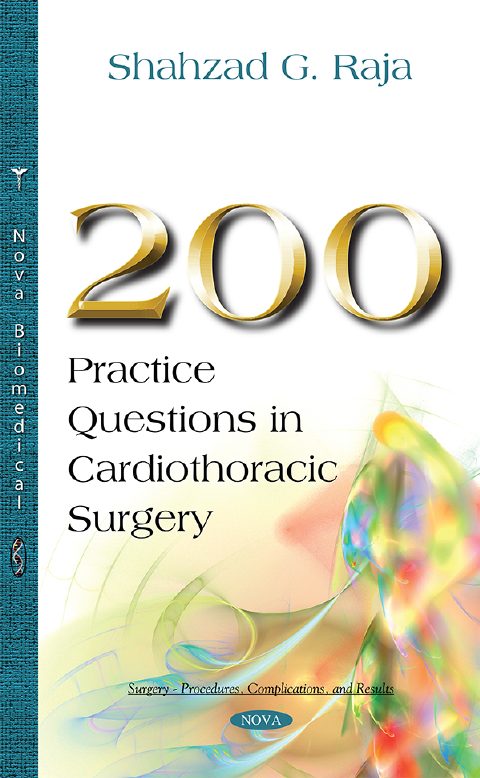 Shahzad G. Raja
Nova Biomedical
200
Practice
Questions in
Cardiothoracic
Surgery
Surgery - Procedures, Complications, and Results
NOVA